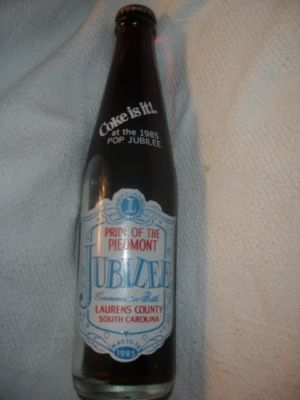 Coke is it!
at the 1985
POP JUBILEE
PRIDE OF THE
PIEDMONT
JUBILEE
Commemorative Bottle
LAURENS COUNTY
SOUTH CAROLINA
1985